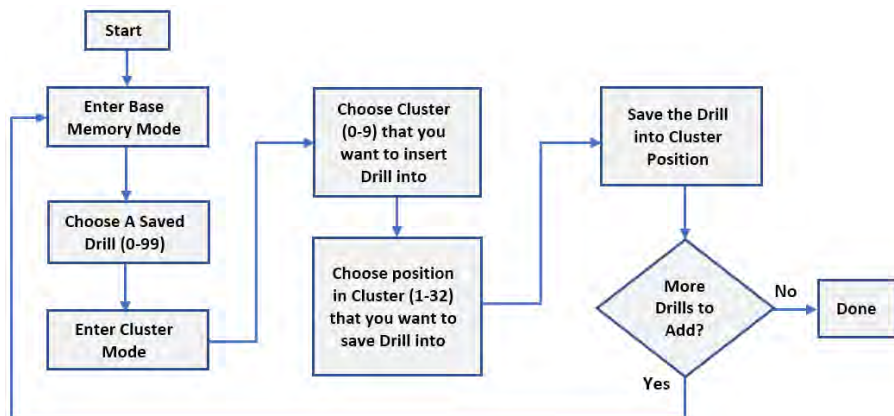 Start
Enter Base
Memory Mode
Choose A Saved
Drill (0-99)
Enter Cluster
Mode
Choose Cluster
(0-9) that you
want to insert
Drill into
Choose position
in Cluster (1-32)
that you want to
save Drill into
Save the Drill
into Cluster
Position
More
Drills to
Add?
No
Done
Yes